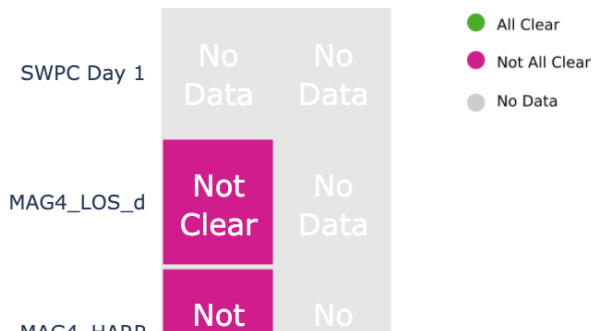 No No
SWPC Day 1
Data Data
Not No
MAG4_LOS_d
Clear Data
Not No
MAG4_HARP
All Clear
Not All Clear
No Data